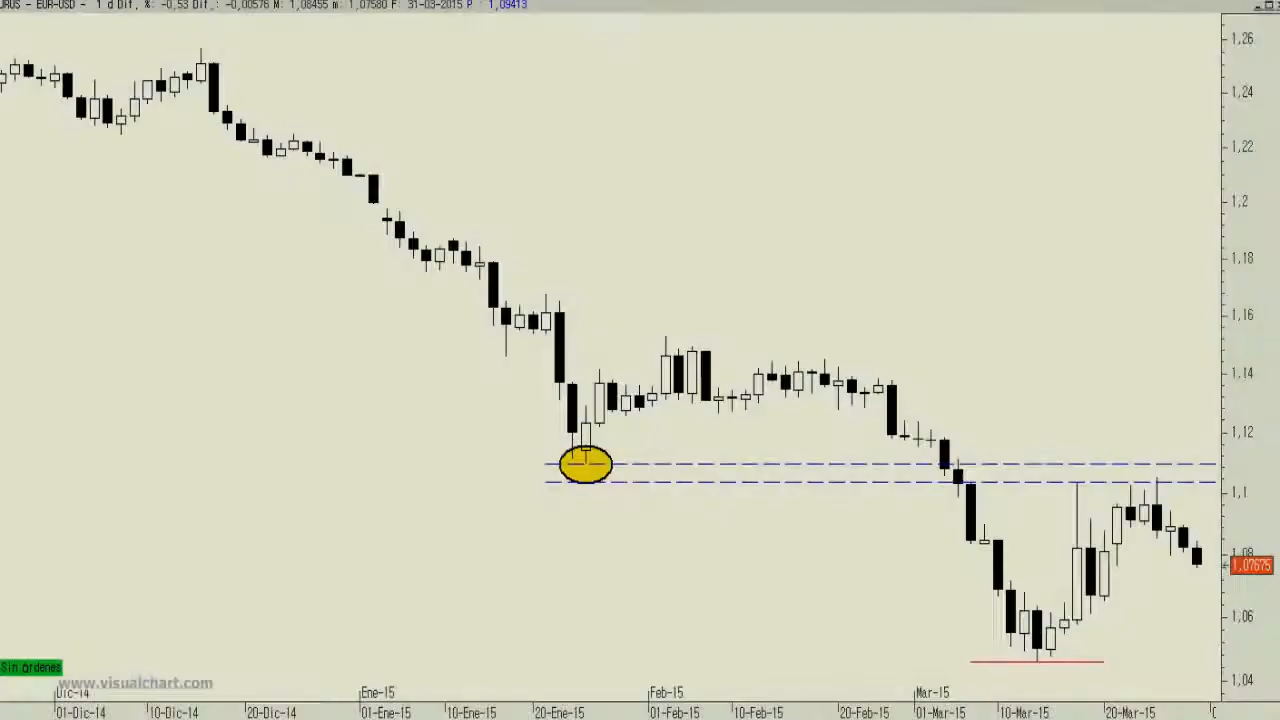 URUS - EUR-USD - 1 d Dif, %: -0,53 Dif,: -0,00576 M: 1,08455 m: 1,07580 F: 31-03-2015 P : 1,09413
1,26
1,24
1,22
1,2
1,18
1,16
1,14
1,12
1,1
1,08
1,07675
1,06
1,04
Sin órdenes
www.visualchart.com
Dic-14 Ene-15 Feb-15 Mar-15
01-Dic-14 10-Dic-14 20-Dic-14 01-Ene-15 10-Ene-15 20-Ene-15 01-Feb-15 10-Feb-15 20-Feb-15 01-Mar-15 10-Mar-15 20-Mar-15